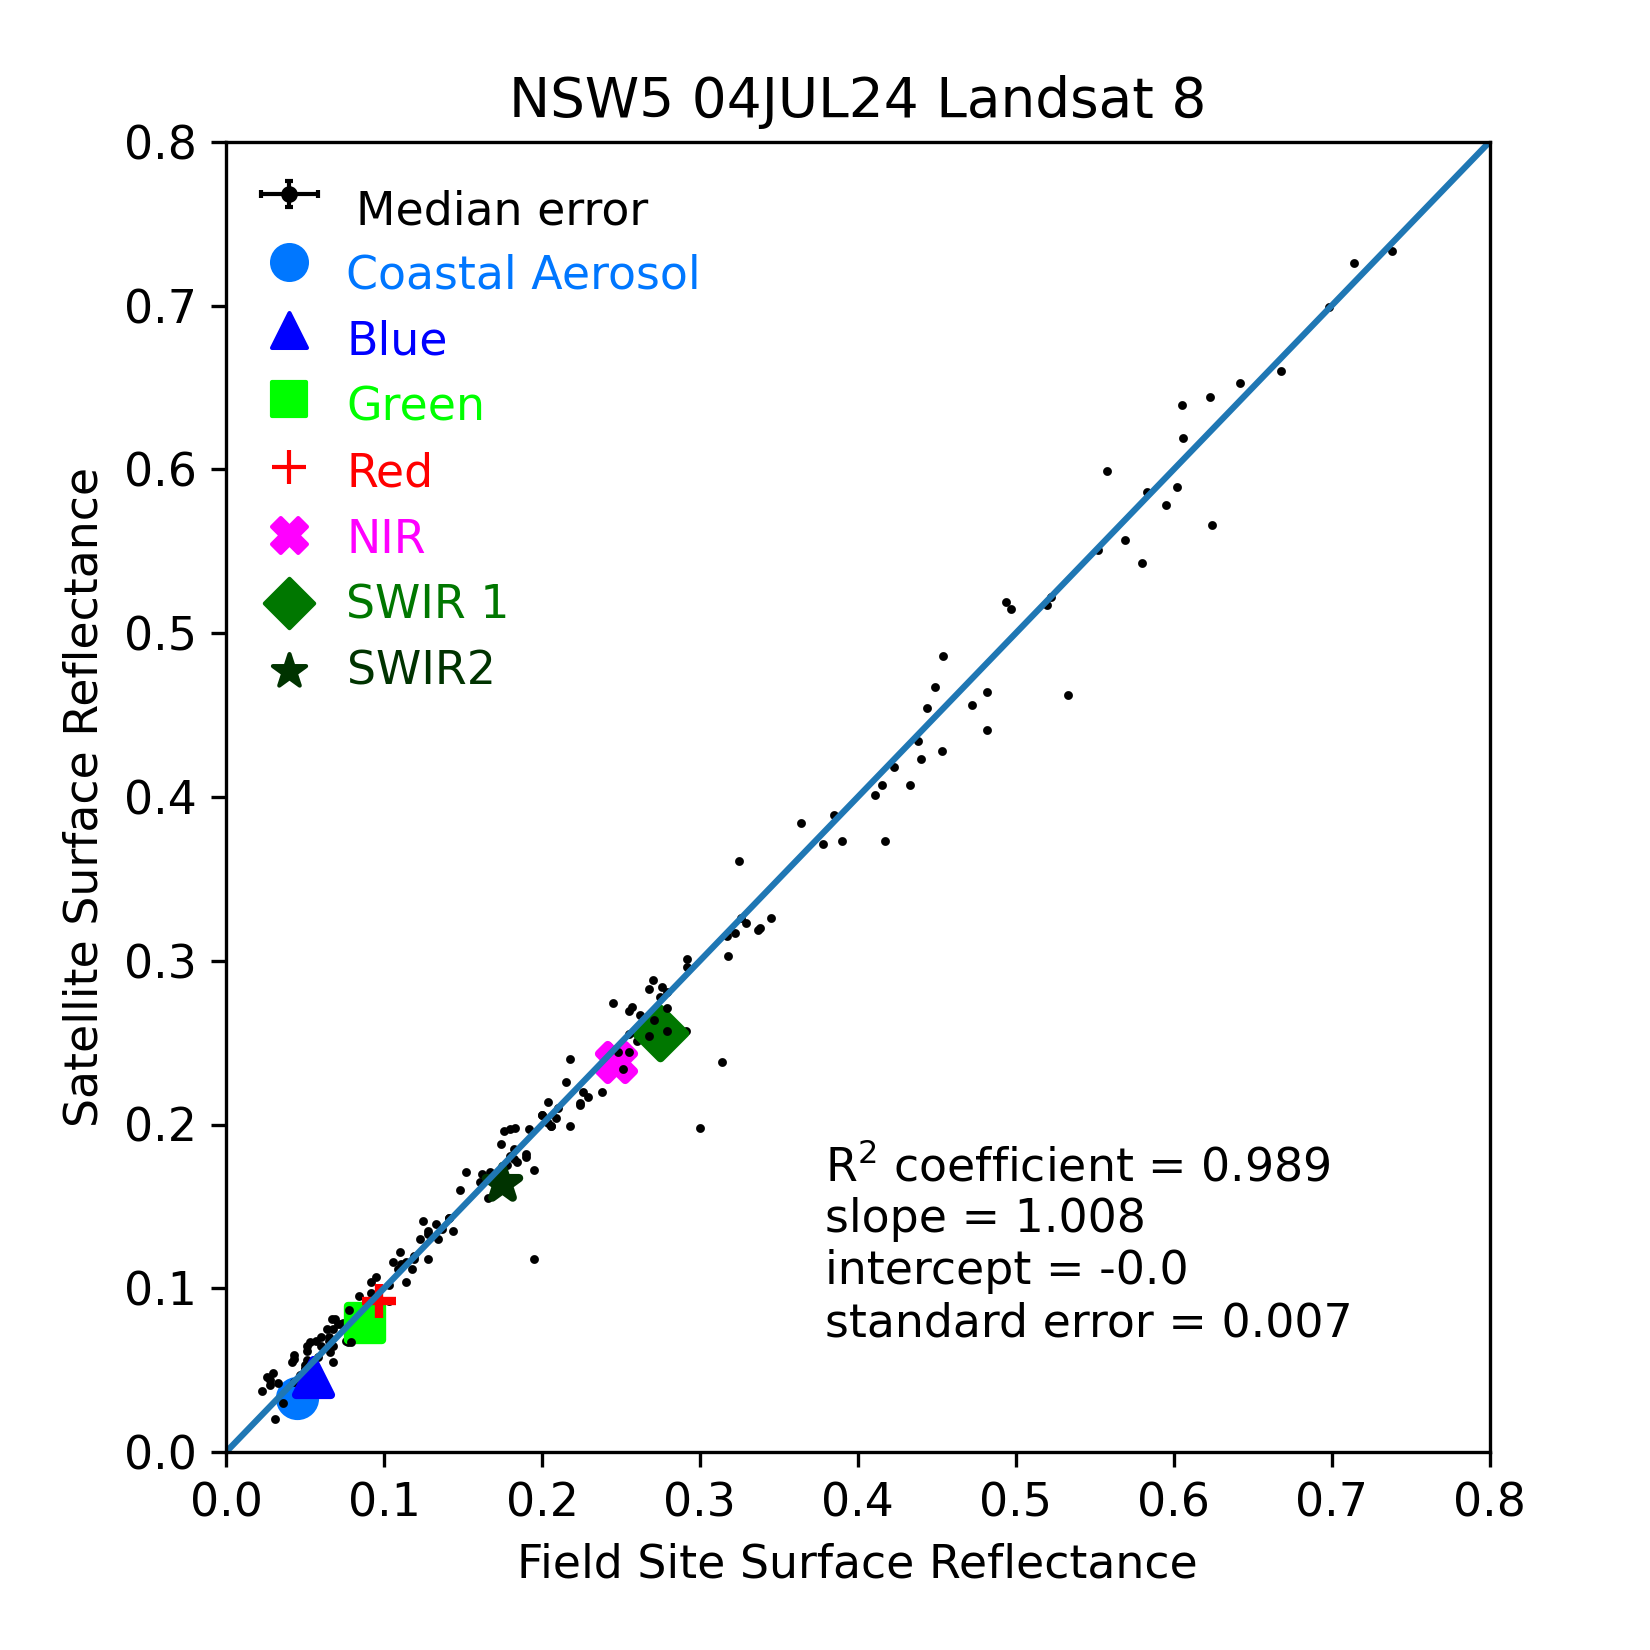 NSW5 04JUL24 Landsat 8
0.8
0.7
0.6
0.5
0.4
0.3
0.2
0.1
0.0
Satellite Surface Reflectance
Median error
Coastal Aerosol
Blue
Green
Red
NIR
SWIR 1
SWIR2
R² coefficient = 0.989
slope = 1.008
intercept = -0.0
standard error = 0.007
0.0 0.1 0.2 0.3 0.4 0.5 0.6 0.7 0.8
Field Site Surface Reflectance